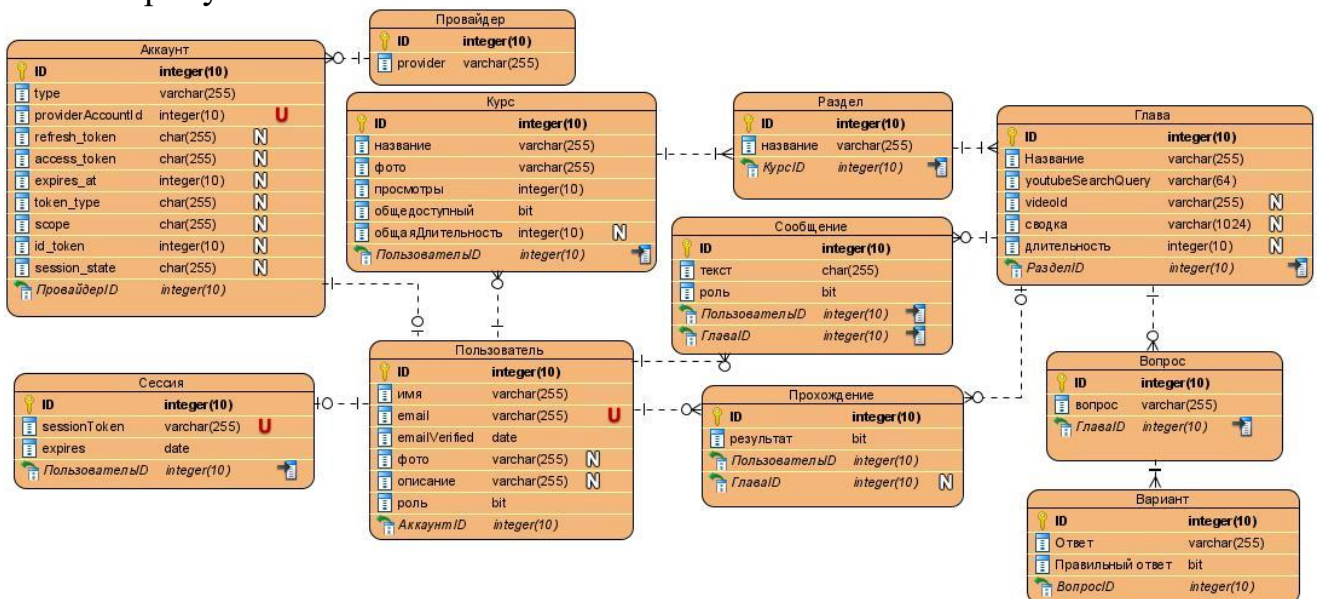 Провайдер
ID integer(10)
provider varchar(255)
Аккаунт
ID integer(10)
type varchar(255)
providerAccountId integer(10) U
refresh_token char(255) N
access_token char(255) N
expires_at integer(10) N
token_type char(255) N
scope char(255) N
id_token integer(10) N
session_state char(255) N
ПровайдерID integer(10)
Курс
ID integer(10)
название varchar(255)
фото varchar(255)
просмотры integer(10)
общедоступный bit
общаяДлительность integer(10) N
ПользовательID integer(10)
Раздел
ID integer(10)
название varchar(255)
КурсID integer(10)
Глава
ID integer(10)
Название varchar(255)
youtubeSearchQuery varchar(64)
videoId varchar(255) N
сводка varchar(1024) N
длительность integer(10) N
РазделID integer(10)
Сообщение
ID integer(10)
текст char(255)
роль bit
ПользовательID integer(10)
ГлаваID integer(10)
Пользователь
ID integer(10)
имя varchar(255)
email varchar(255) U
emailVerified date
фото varchar(255) N
описание varchar(255) N
роль bit
АккаунтID integer(10)
Сессия
ID integer(10)
sessionToken varchar(255) U
expires date
ПользовательID integer(10)
Прохождение
ID integer(10)
результат bit
ПользовательID integer(10)
ГлаваID integer(10) N
Вопрос
ID integer(10)
вопрос varchar(255)
ГлаваID integer(10)
Вариант
ID integer(10)
Ответ varchar(255)
Правильный ответ bit
ВопросID integer(10)